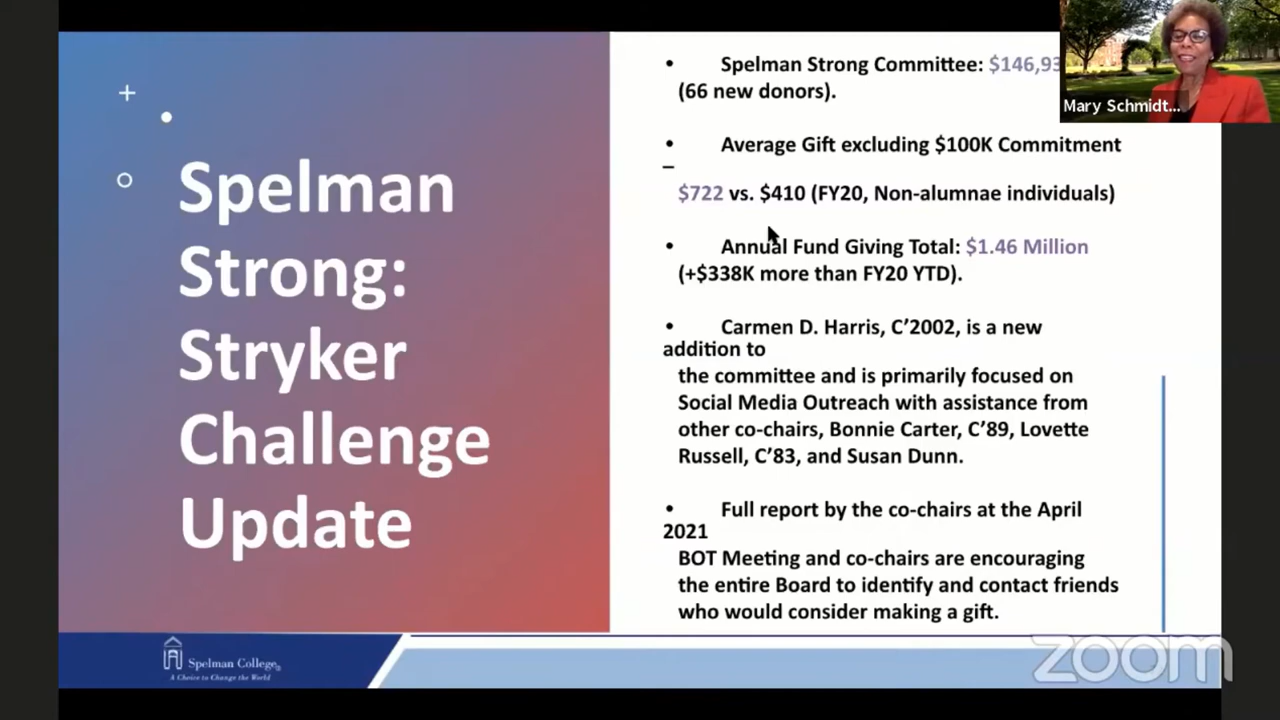 Spelman
Strong:
Stryker
Challenge
Update
• Spelman Strong Committee:
(66 new donors).
• Average Gift excluding $100K Commitment
–
$722 vs. $410 (FY20, Non-alumnae individuals)
• Annual Fund Giving Total: $1.46 Million
(+$338K more than FY20 YTD).
• Carmen D. Harris, C’2002, is a new
addition to
the committee and is primarily focused on
Social Media Outreach with assistance from
other co-chairs, Bonnie Carter, C’89, Lovette
Russell, C’83, and Susan Dunn.
• Full report by the co-chairs at the April
2021
BOT Meeting and co-chairs are encouraging
the entire Board to identify and contact friends
who would consider making a gift.
Mary Schmidt...
Spelman College®
A Choice to Change the World
zoom